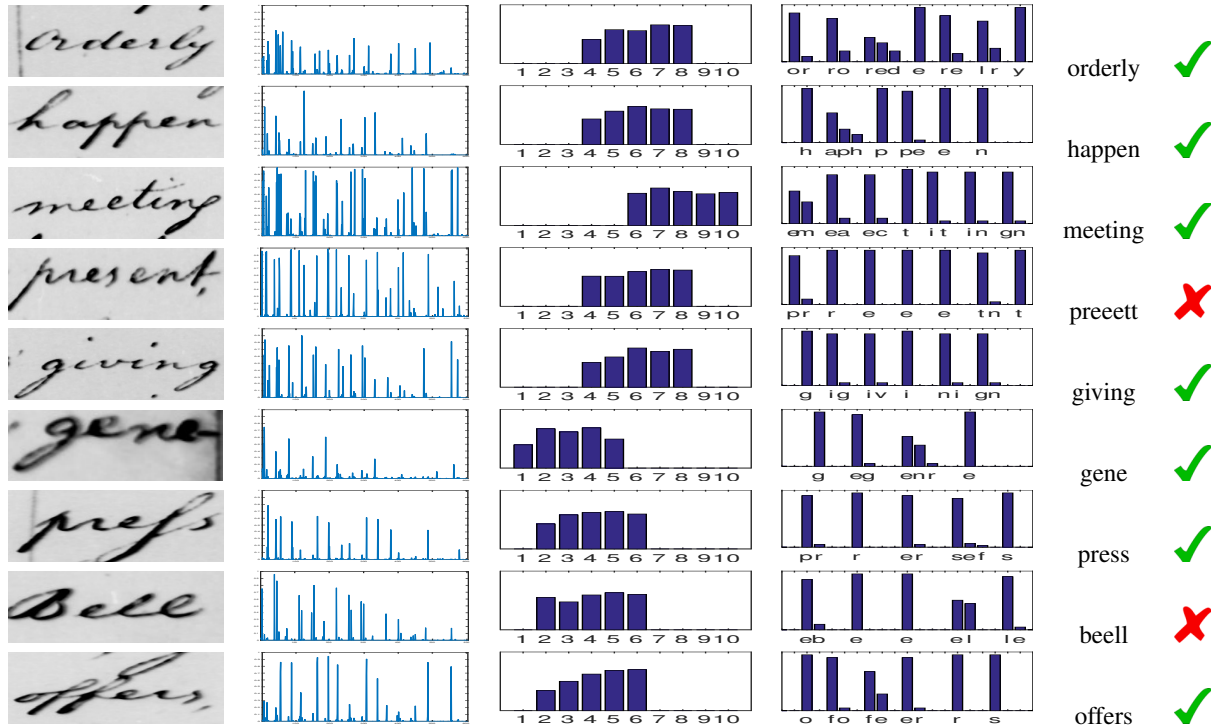 orderly 1 2 3 4 5 6 7 8 9 10 or ro red e re lr y orderly ✓
happen 1 2 3 4 5 6 7 8 9 10 h aph p pe e n happen ✓
meeting 1 2 3 4 5 6 7 8 9 10 em ea ec t it in gn meeting ✓
present, 1 2 3 4 5 6 7 8 9 10 pr r e e e tn t preeett ✗
giving 1 2 3 4 5 6 7 8 9 10 g ig iv i ni gn giving ✓
gene- 1 2 3 4 5 6 7 8 9 10 g eg enr e gene ✓
press 1 2 3 4 5 6 7 8 9 10 pr r er sef s press ✓
Bell 1 2 3 4 5 6 7 8 9 10 eb e e el le beell ✗
offers, 1 2 3 4 5 6 7 8 9 10 o fo fe er r s offers ✓